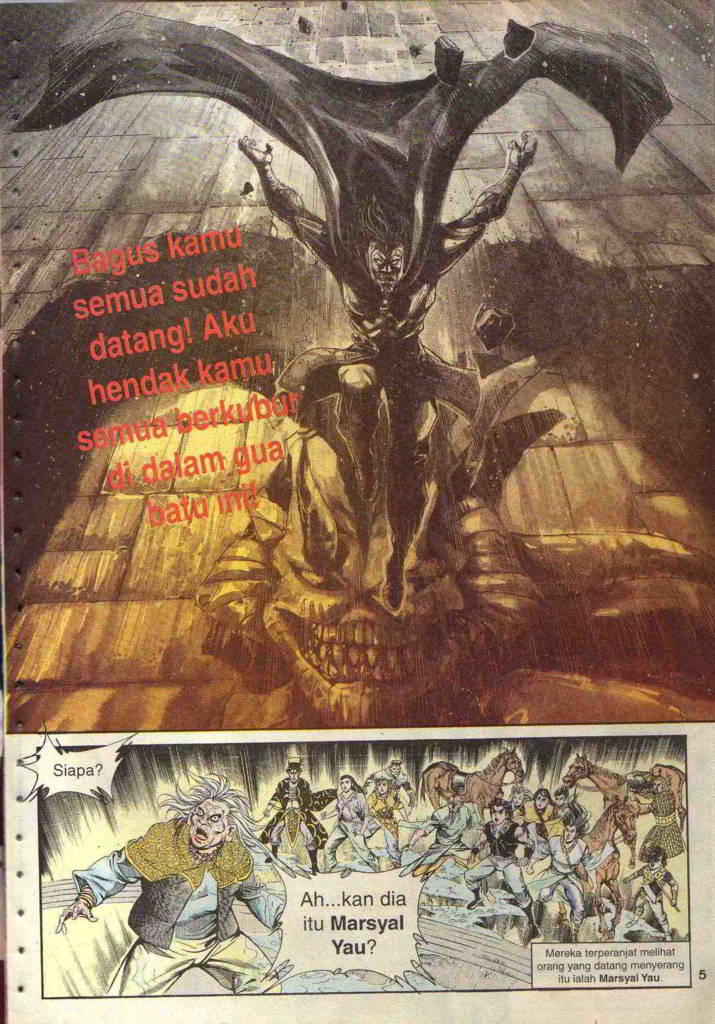 Bagus kamu
semua sudah
datang! Aku
hendak kamu
semua berkubur
di dalam gua
batu ini!
Siapa?
Ah...kan dia
itu Marsyal
Yau?
Mereka terperanjat melihat
orang yang datang menyerang
itu ialah Marsyal Yau.
5